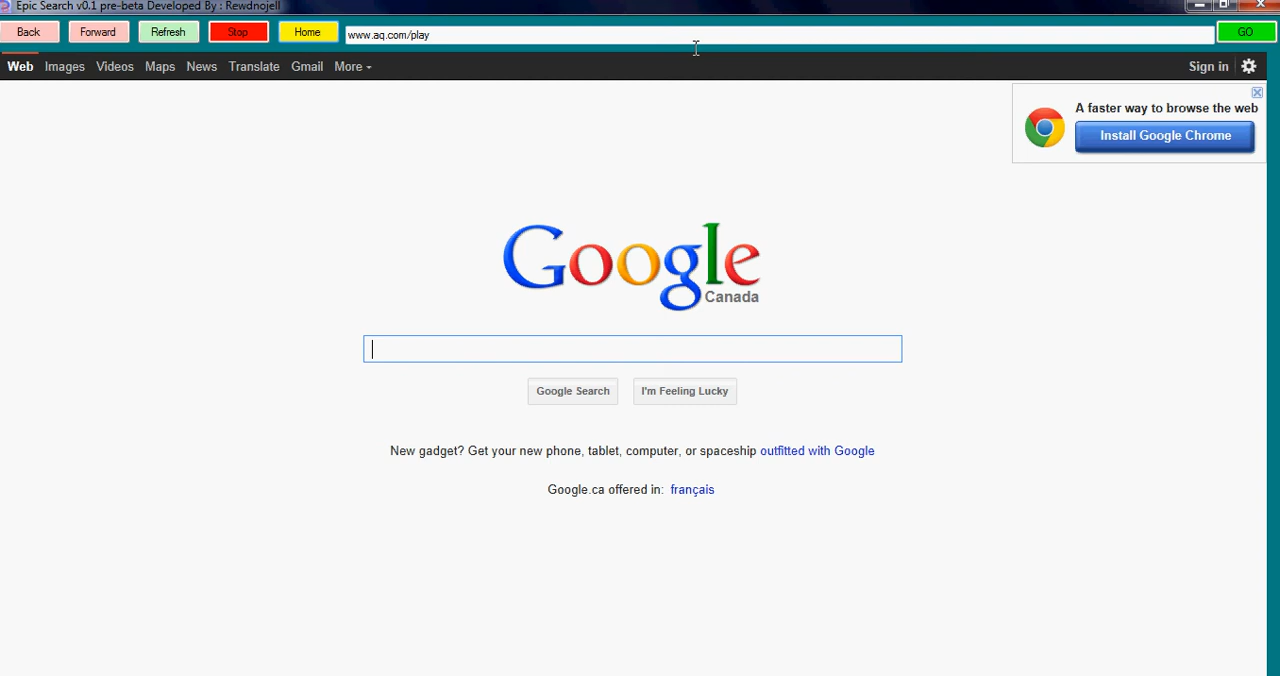 Epic Search v0.1 pre-beta Developed By : Rewdnojell
Back Forward Refresh Stop Home www.aq.com/play GO
Web Images Videos Maps News Translate Gmail More Sign in
A faster way to browse the web
Install Google Chrome
Google
Canada
Google Search I'm Feeling Lucky
New gadget? Get your new phone, tablet, computer, or spaceship outfitted with Google
Google.ca offered in: français